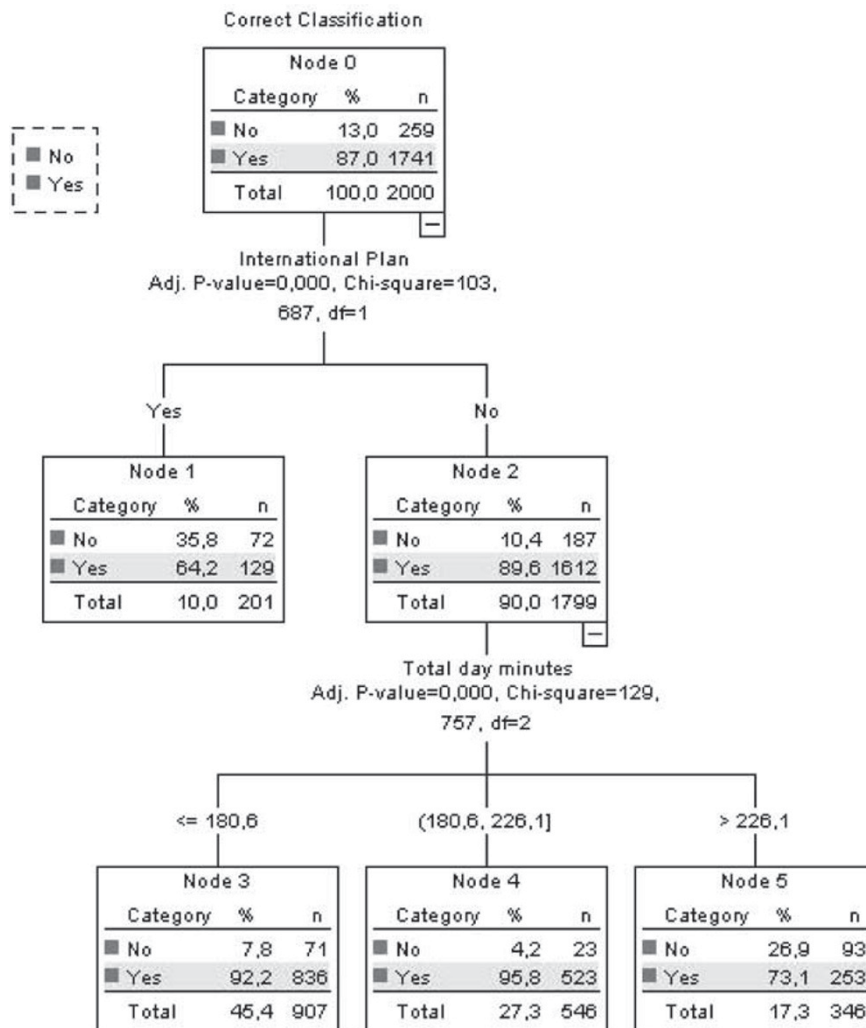 Correct Classification
Node 0
Category % n
No 13,0 259
Yes 87,0 1741
Total 100,0 2000
No
Yes
International Plan
Adj. P-value=0,000, Chi-square=103,
687, df=1
Yes
No
Node 1
Category % n
No 35,8 72
Yes 64,2 129
Total 10,0 201
Node 2
Category % n
No 10,4 187
Yes 89,6 1612
Total 90,0 1799
Total day minutes
Adj. P-value=0,000, Chi-square=129,
757, df=2
<= 180,6
(180,6, 226,1]
> 226,1
Node 3
Category % n
No 7,8 71
Yes 92,2 836
Total 45,4 907
Node 4
Category % n
No 4,2 23
Yes 95,8 523
Total 27,3 546
Node 5
Category % n
No 26,9 93
Yes 73,1 253
Total 17,3 346